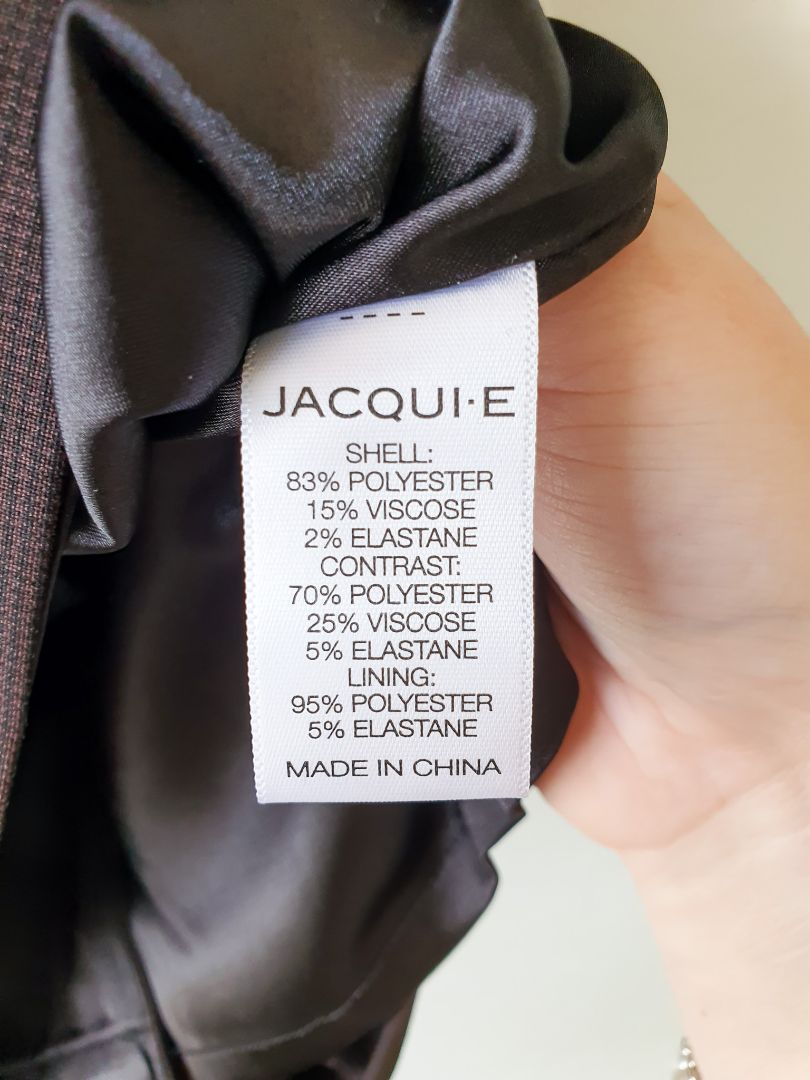 JACQUI·E
SHELL:
83% POLYESTER
15% VISCOSE
2% ELASTANE
CONTRAST:
70% POLYESTER
25% VISCOSE
5% ELASTANE
LINING:
95% POLYESTER
5% ELASTANE
MADE IN CHINA